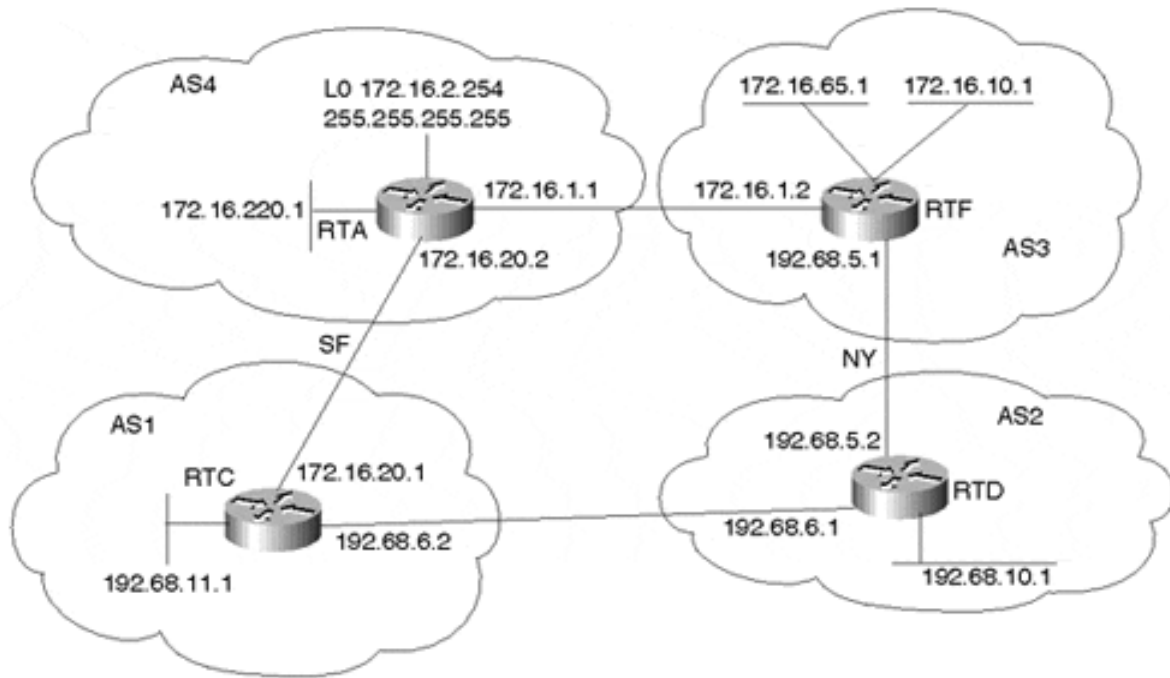 AS4
L0 172.16.2.254
255.255.255.255
172.16.220.1
RTA
172.16.1.1
172.16.20.2
172.16.65.1
172.16.10.1
172.16.1.2
RTF
192.68.5.1
AS3
SF
NY
AS1
RTC
172.16.20.1
192.68.6.2
192.68.11.1
AS2
192.68.5.2
RTD
192.68.6.1
192.68.10.1